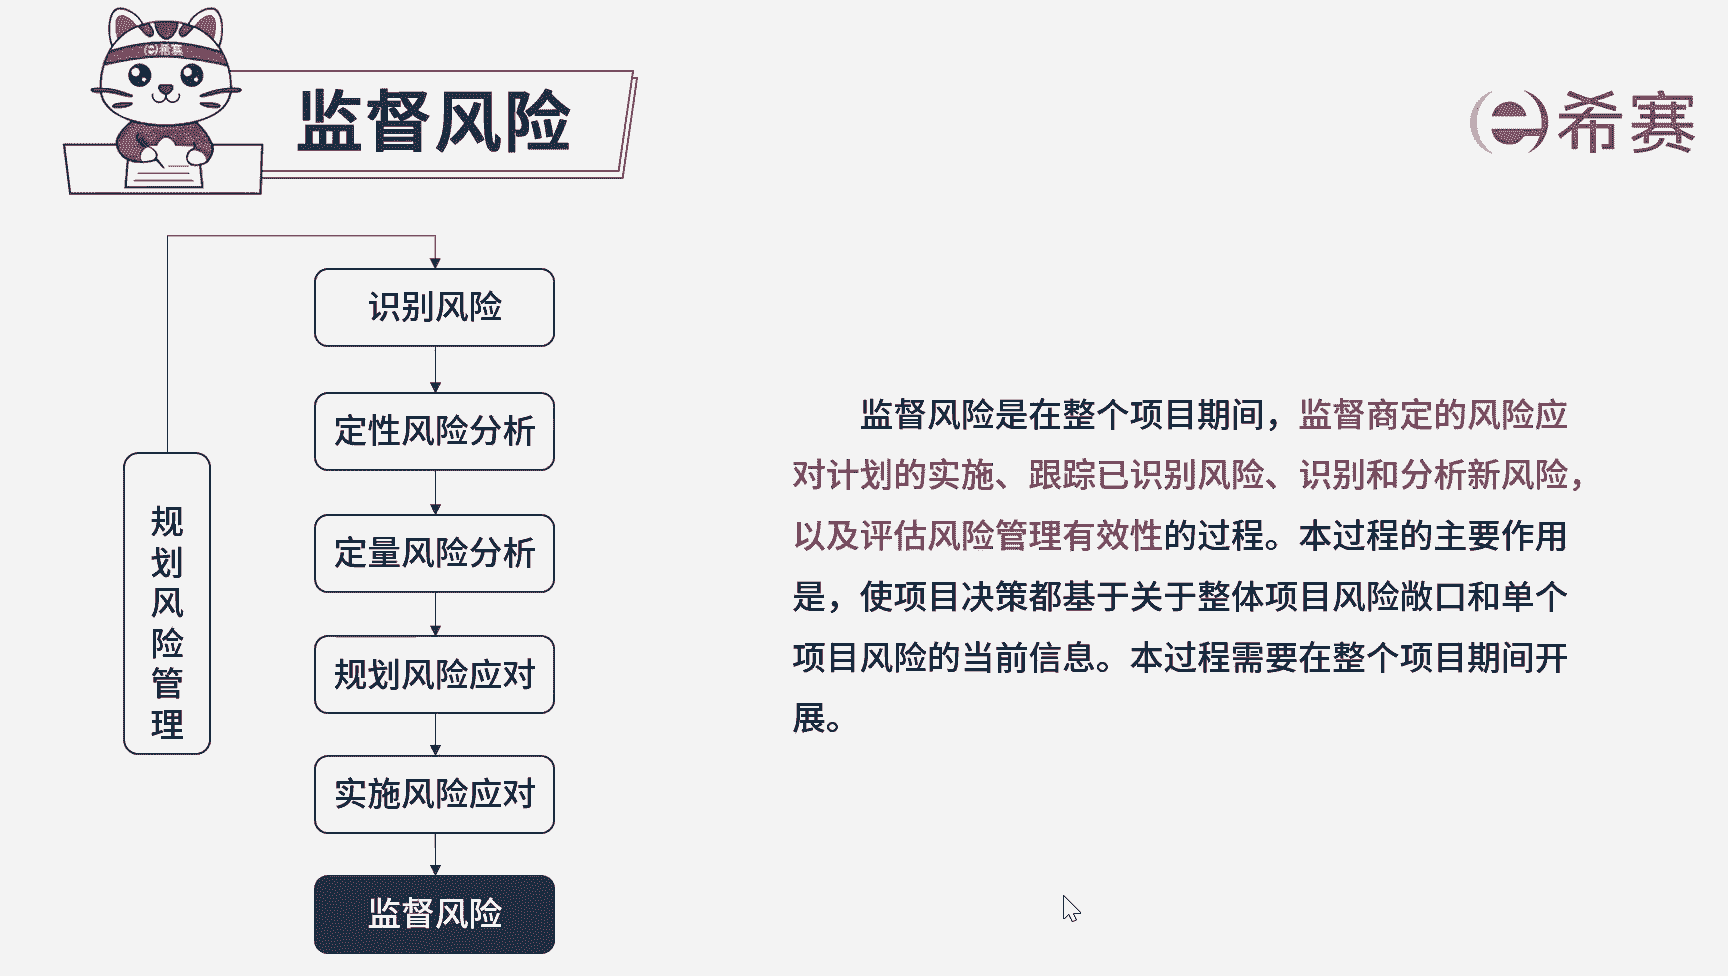 希赛
监督风险
希赛
识别风险
定性风险分析
定量风险分析
规划风险应对
实施风险应对
监督风险
规划风险管理
监督风险是在整个项目期间，监督商定的风险应
对计划的实施、跟踪已识别风险、识别和分析新风险，
以及评估风险管理有效性的过程。本过程的主要作用
是，使项目决策都基于关于整体项目风险敞口和单个
项目风险的当前信息。本过程需要在整个项目期间开
展。